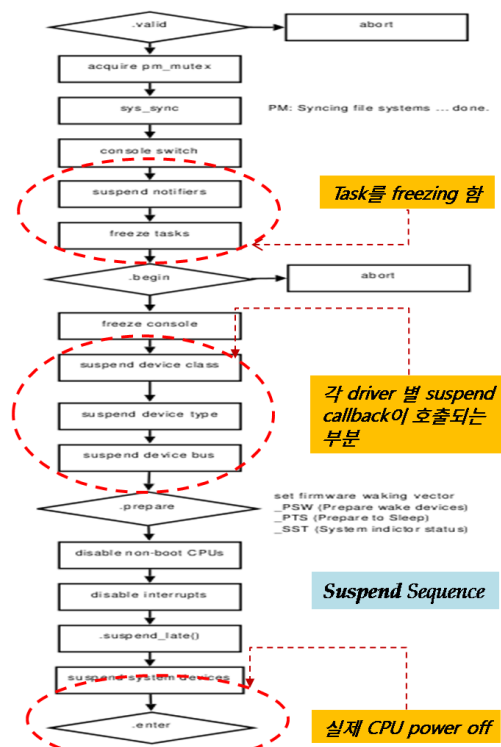 .valid
abort
acquire pm_mutex
sys_sync
PM: Syncing file systems ... done.
console switch
suspend notifiers
Task를 freezing 함
freeze tasks
.begin
abort
freeze console
suspend device class
각 driver 별 suspend
callback이 호출되는
부분
suspend device type
suspend device bus
.prepare
set firmware waking vector
_PSW (Prepare wake devices)
_PTS (Prepare to Sleep)
_SST (System indictor status)
disable non-boot CPUs
disable interrupts
Suspend Sequence
.suspend_late()
suspend system devices
.enter
실제 CPU power off